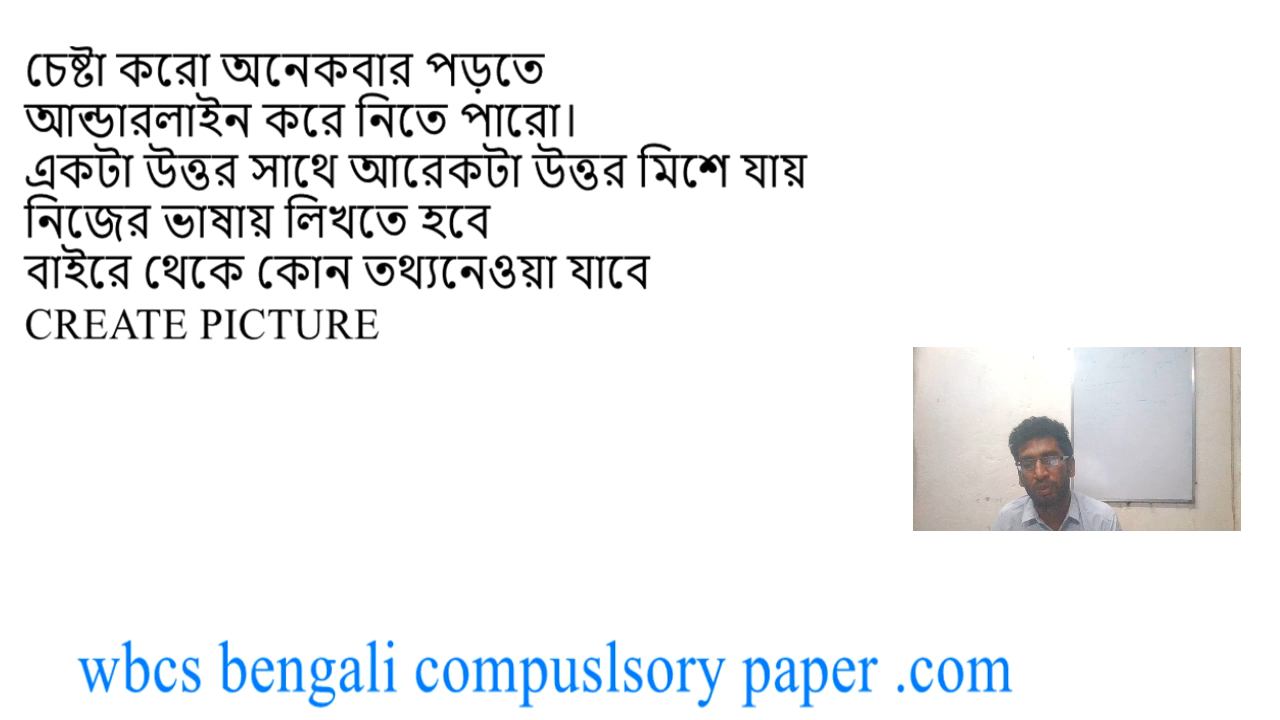 চেষ্টা করো অনেকবার পড়তে
আন্ডারলাইন করে নিতে পারো।
একটা উত্তর সাথে আরেকটা উত্তর মিশে যায়
নিজের ভাষায় লিখতে হবে
বাইরে থেকে কোন তথ্যনেওয়া যাবে
CREATE PICTURE
wbcs bengali compuslsory paper .com